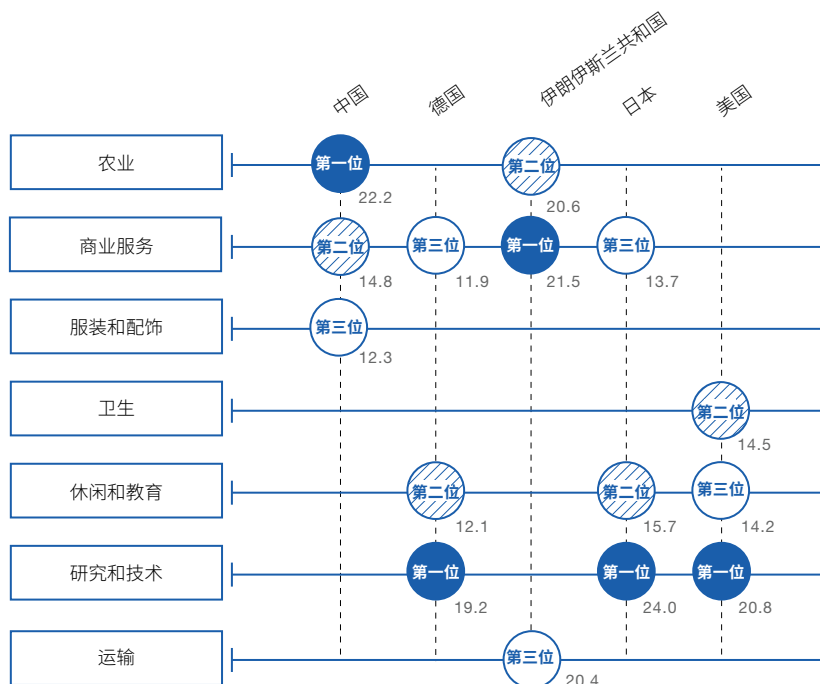 中国
德国
伊朗伊斯兰共和国
日本
美国
农业
第一位
22.2
第二位
20.6
商业服务
第二位
14.8
第三位
11.9
第一位
21.5
第三位
13.7
服装和配饰
第三位
12.3
卫生
第二位
14.5
休闲和教育
第二位
12.1
第二位
15.7
第三位
14.2
研究和技术
第一位
19.2
第一位
24.0
第一位
20.8
运输
第三位
20.4